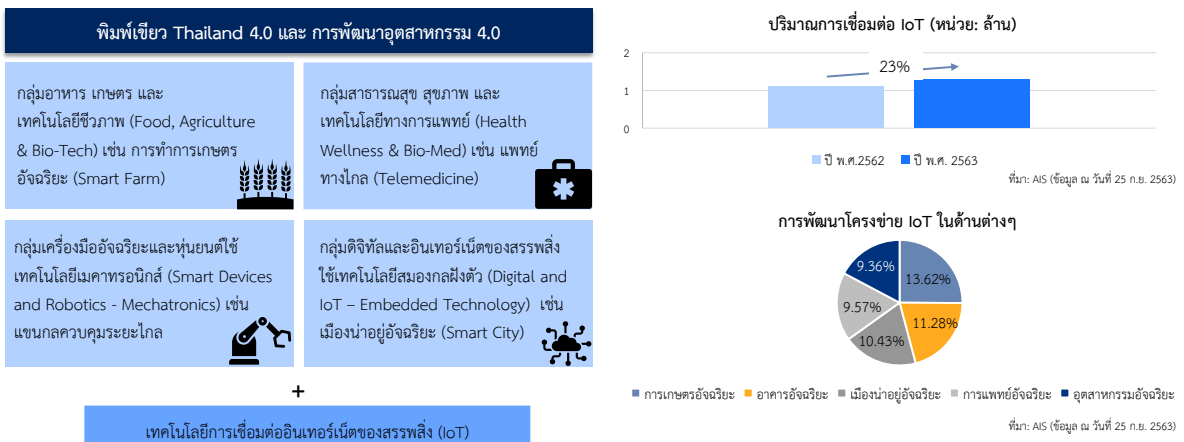 พิมพ์เขียว Thailand 4.0 และ การพัฒนาอุตสาหกรรม 4.0
กลุ่มอาหาร เกษตร และ
เทคโนโลยีชีวภาพ (Food, Agriculture
& Bio-Tech) เช่น การทำการเกษตร
อัจฉริยะ (Smart Farm)
กลุ่มสาธารณสุข สุขภาพ และ
เทคโนโลยีทางการแพทย์ (Health
Wellness & Bio-Med) เช่น แพทย์
ทางไกล (Telemedicine)
กลุ่มเครื่องมืออัจฉริยะและหุ่นยนต์ใช้
เทคโนโลยีเมคาทรอนิกส์ (Smart Devices
and Robotics - Mechatronics) เช่น
แขนกลควบคุมระยะไกล
กลุ่มดิจิทัลและอินเทอร์เน็ตของสรรพสิ่ง
ใช้เทคโนโลยีสมองกลฝังตัว (Digital and
IoT – Embedded Technology) เช่น
เมืองน่าอยู่อัจฉริยะ (Smart City)
+
เทคโนโลยีการเชื่อมต่ออินเทอร์เน็ตของสรรพสิ่ง (IoT)
ปริมาณการเชื่อมต่อ IoT (หน่วย: ล้าน)
2
23%
1
0
ปี พ.ศ.2562 ปี พ.ศ. 2563
ที่มา: AIS (ข้อมูล ณ วันที่ 25 ก.ย. 2563)
การพัฒนาโครงข่าย IoT ในด้านต่างๆ
9.36% 13.62%
9.57% 11.28%
10.43%
การเกษตรอัจฉริยะ อาคารอัจฉริยะ เมืองน่าอยู่อัจฉริยะ การแพทย์อัจฉริยะ อุตสาหกรรมอัจฉริยะ
ที่มา: AIS (ข้อมูล ณ วันที่ 25 ก.ย. 2563)